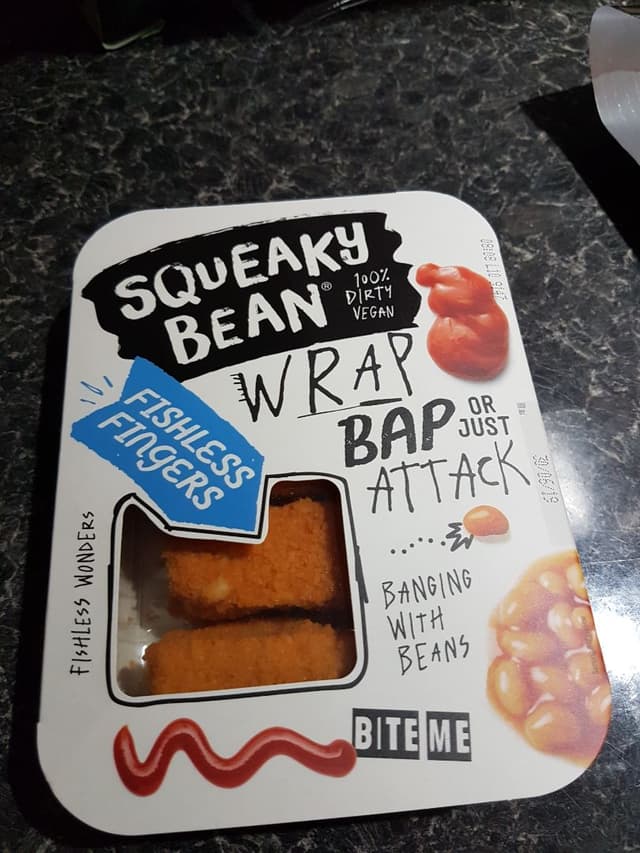 SQUEAKY
BEAN®
100%
DIRTY
VEGAN
WRAP
BAP OR
JUST
ATTACK
FISHLESS
FINGERS
BANGING
WITH
BEANS
FISHLESS WONDERS
BITE ME